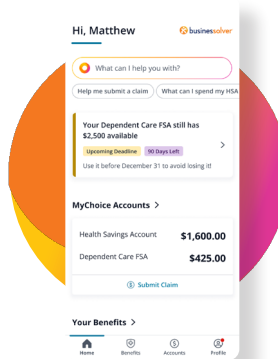 Hi, Matthew
businessolver
What can I help you with?
Help me submit a claim
What can I spend my HSA
Your Dependent Care FSA still has
$2,500 available
Upcoming Deadline
90 Days Left
Use it before December 31 to avoid losing it!
MyChoice Accounts >
Health Savings Account $1,600.00
Dependent Care FSA $425.00
Submit Claim
Your Benefits >
Home Benefits Accounts Profile